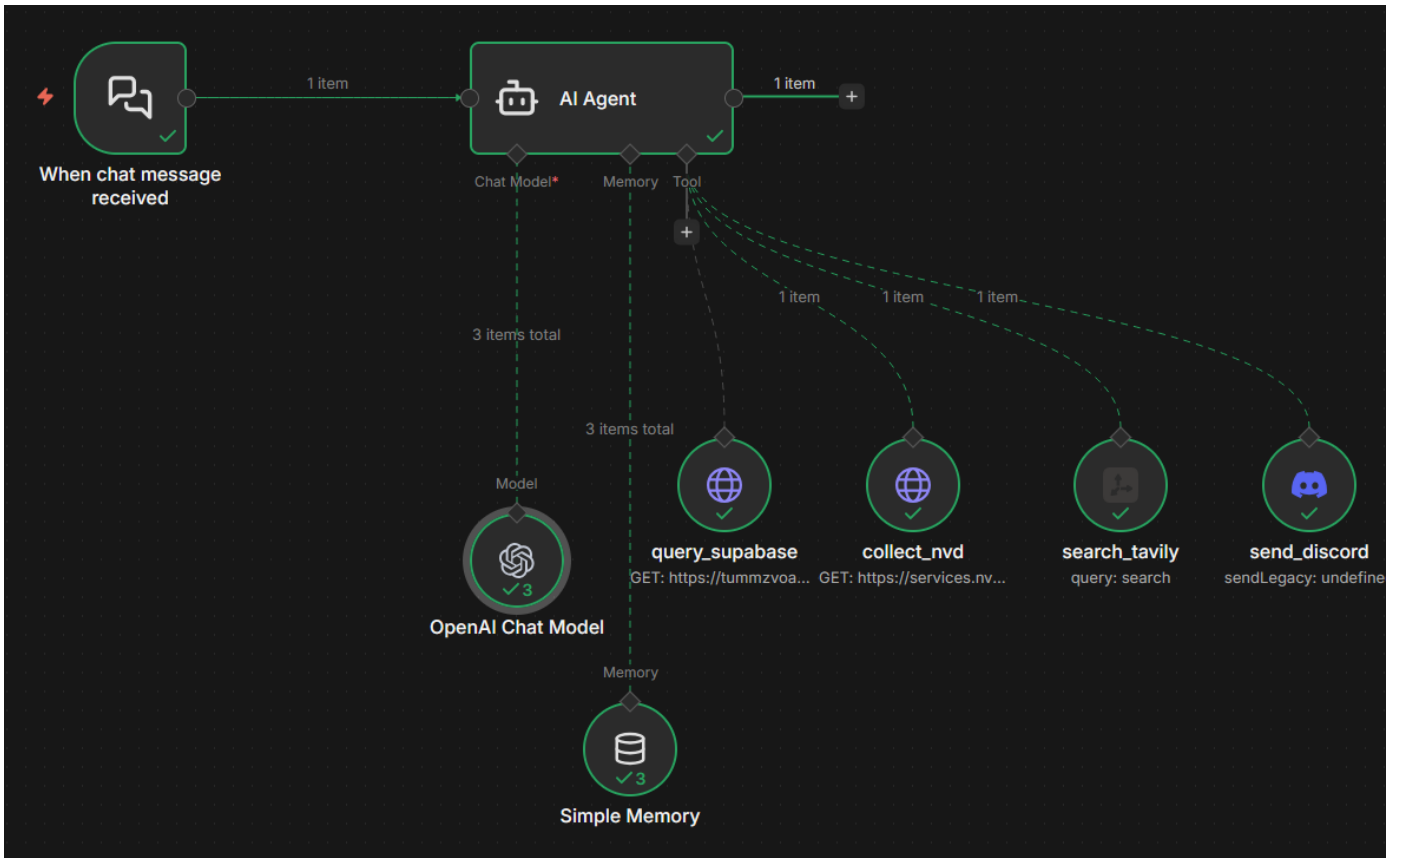 1 item
AI Agent
1 item
When chat message
received
Chat Model*
Memory
Tool
1 item
1 item
1 item
3 items total
3 items total
Model
query_supabase
GET: https://tummzvoa...
collect_nvd
GET: https://services.nv...
search_tavily
query: search
send_discord
sendLegacy: undefine
3
OpenAI Chat Model
Memory
3
Simple Memory